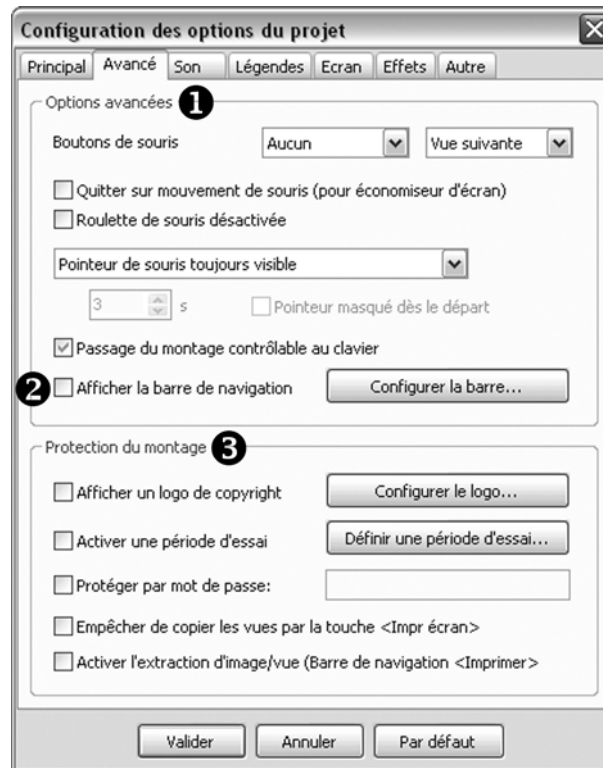 Configuration des options du projet
Principal Avancé Son Légendes Ecran Effets Autre
Options avancées ❶
Boutons de souris Aucun Vue suivante
Quitter sur mouvement de souris (pour économiseur d'écran)
Roulette de souris désactivée
Pointeur de souris toujours visible
3 s Pointeur masqué dès le départ
Passage du montage contrôlable au clavier
❷ Afficher la barre de navigation Configurer la barre...
Protection du montage ❸
Afficher un logo de copyright Configurer le logo...
Activer une période d'essai Définir une période d'essai...
Protéger par mot de passe:
Empêcher de copier les vues par la touche <Impr écran>
Activer l'extraction d'image/vue (Barre de navigation <Imprimer>
Valider Annuler Par défaut